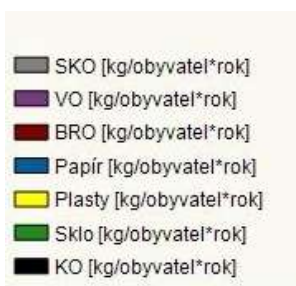 SKO [kg/obyvatel*rok]
VO [kg/obyvatel*rok]
BRO [kg/obyvatel*rok]
Papír [kg/obyvatel*rok]
Plasty [kg/obyvatel*rok]
Sklo [kg/obyvatel*rok]
KO [kg/obyvatel*rok]